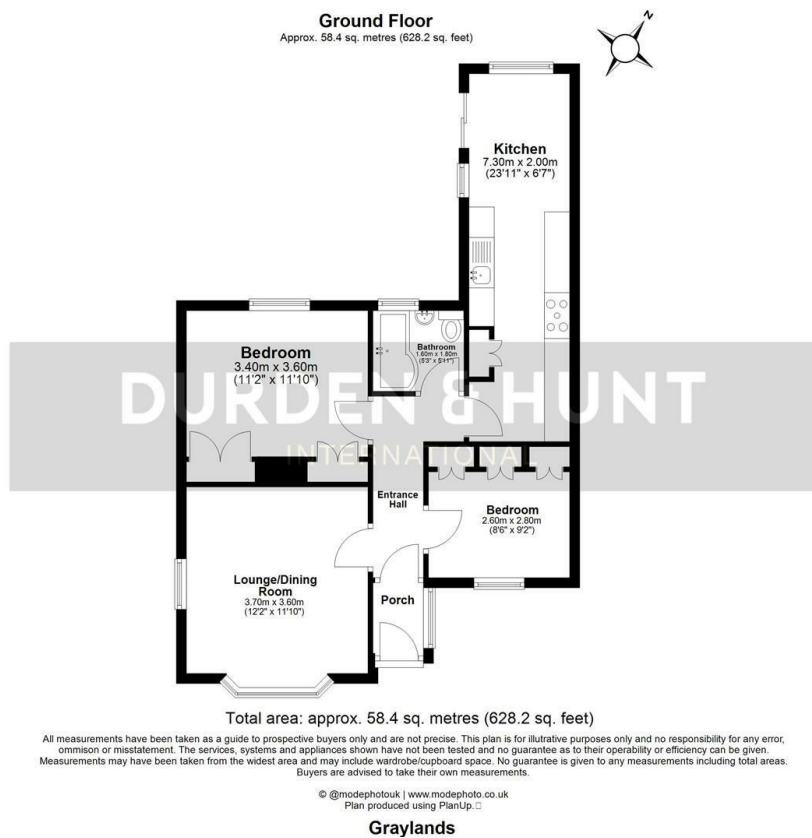 Ground Floor
Approx. 58.4 sq. metres (628.2 sq. feet)
N
Kitchen
7.30m x 2.00m
(23'11" x 6'7")
Bedroom
3.40m x 3.60m
(11'2" x 11'10")
Bathroom
1.60m x 1.80m
(5'3" x 5'11")
DURDEN & HUNT
INTERNATIONAL
Entrance
Hall
Bedroom
2.60m x 2.80m
(8'6" x 9'2")
Lounge/Dining
Room
3.70m x 3.60m
(12'2" x 11'10")
Porch
Total area: approx. 58.4 sq. metres (628.2 sq. feet)
All measurements have been taken as a guide to prospective buyers only and are not precise. This plan is for illutrative purposes only and no responsibility for any error,
ommison or misstatement. The services, systems and appliances shown have not been tested and no guarantee as to their operability or efficiency can be given.
Measurements may have been taken from the widest area and may include wardrobe/cupboard space. No guarantee is given to any measurements including total areas.
Buyers are advised to take their own measurements.
© @modephotouk | www.modephoto.co.uk
Plan produced using PlanUp.
Graylands